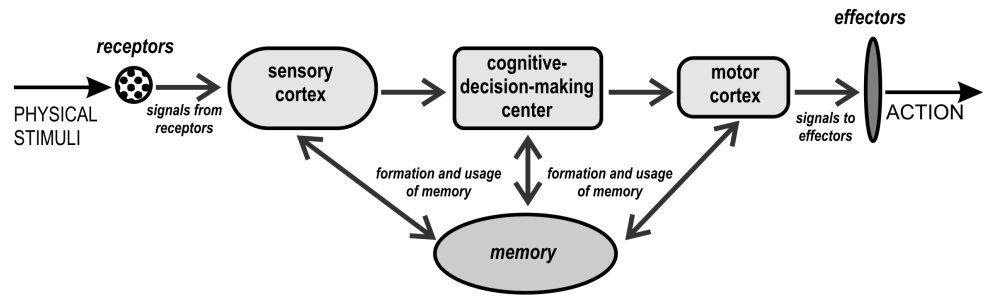 receptors
PHYSICAL
STIMULI
signals from
receptors
sensory
cortex
cognitive-
decision-making
center
motor
cortex
signals to
effectors
effectors
ACTION
formation and usage
of memory
formation and usage
of memory
memory